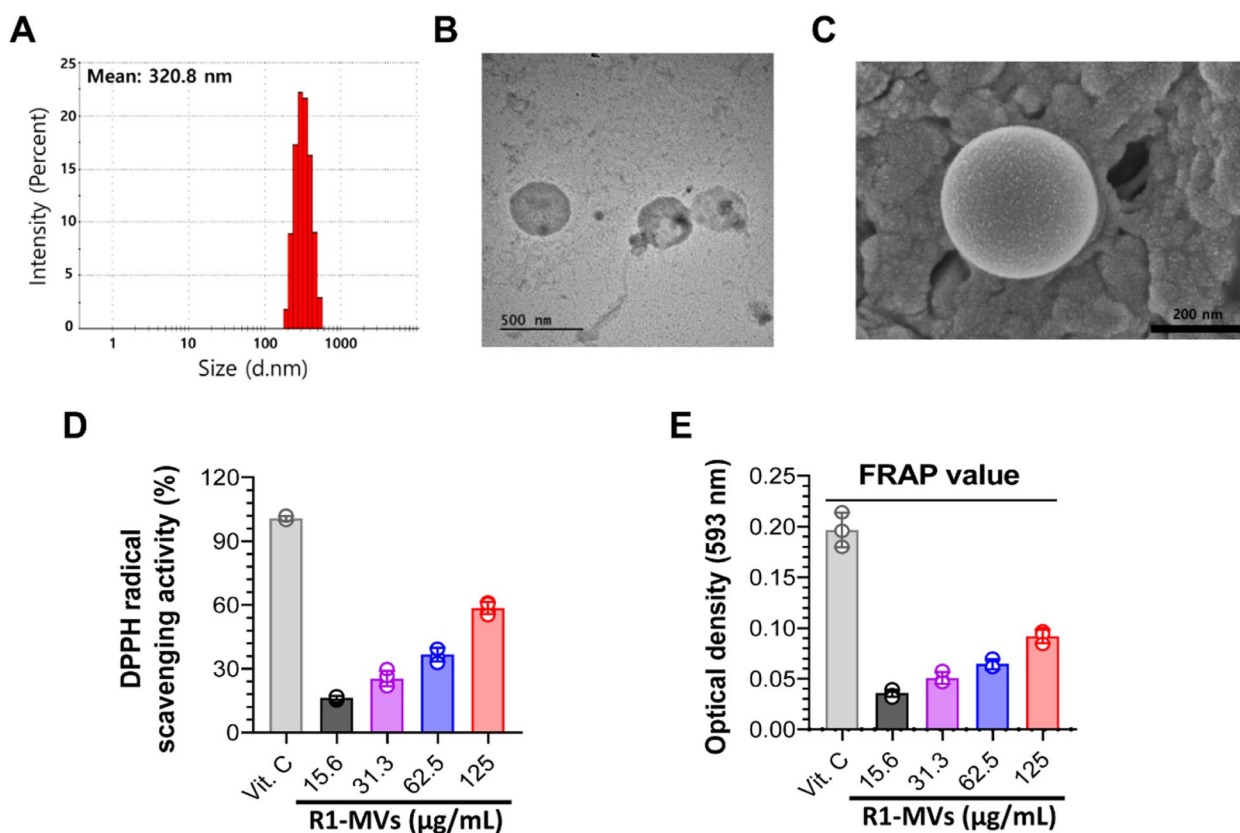 A
Mean: 320.8 nm
25
20
15
10
5
0
Intensity (Percent)
1 10 100 1000
Size (d.nm)
B
500 nm
C
200 nm
D
120
90
60
30
0
DPPH radical
scavenging activity (%)
Vit. C 15.6 31.3 62.5 125
R1-MVs (μg/mL)
E
FRAP value
0.25
0.20
0.15
0.10
0.05
0.00
Optical density (593 nm)
Vit. C 15.6 31.3 62.5 125
R1-MVs (μg/mL)